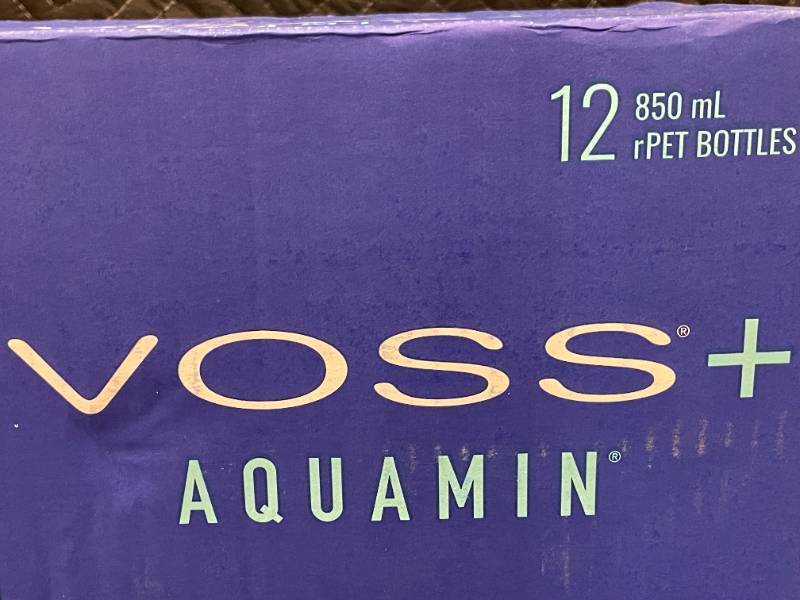 12 850 mL
rPET BOTTLES
VOSS®+
AQUAMIN®